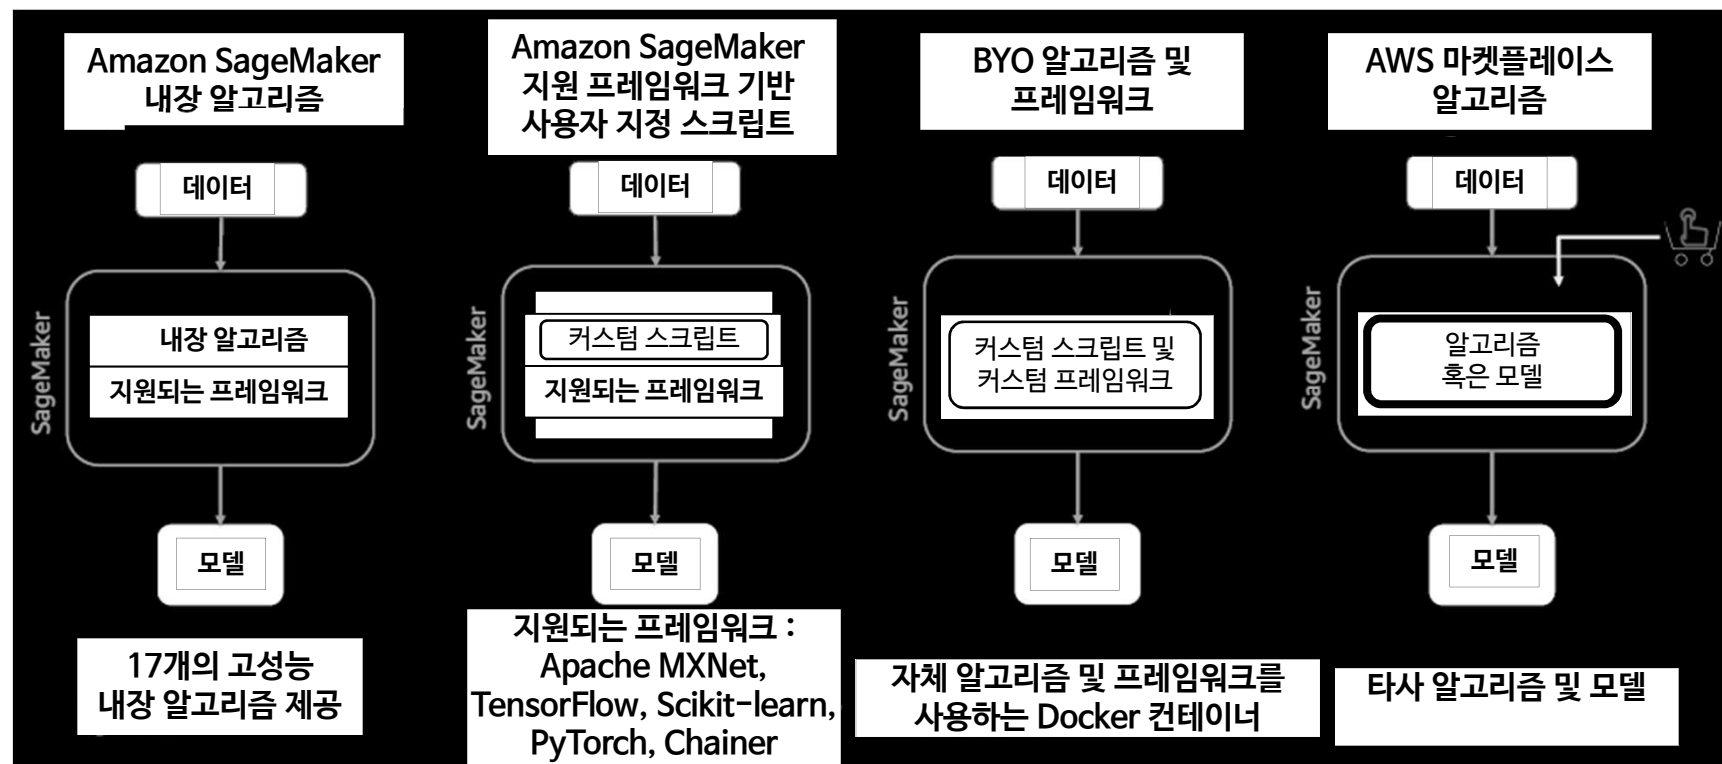 Amazon SageMaker
내장 알고리즘
데이터
SageMaker
내장 알고리즘
지원되는 프레임워크
모델
17개의 고성능
내장 알고리즘 제공
Amazon SageMaker
지원 프레임워크 기반
사용자 지정 스크립트
데이터
SageMaker
커스텀 스크립트
지원되는 프레임워크
모델
지원되는 프레임워크 :
Apache MXNet,
TensorFlow, Scikit-learn,
PyTorch, Chainer
BYO 알고리즘 및
프레임워크
데이터
SageMaker
커스텀 스크립트 및
커스텀 프레임워크
모델
자체 알고리즘 및 프레임워크를
사용하는 Docker 컨테이너
AWS 마켓플레이스
알고리즘
데이터
SageMaker
알고리즘
혹은 모델
모델
타사 알고리즘 및 모델